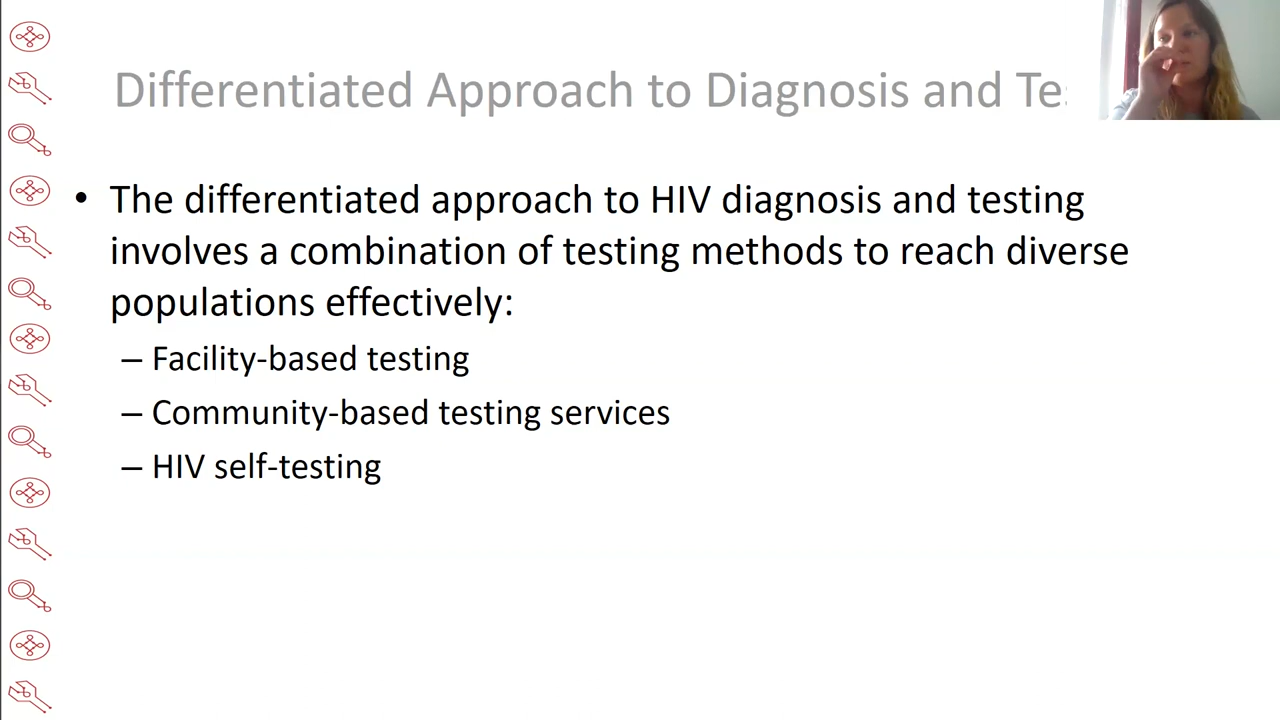 Differentiated Approach to Diagnosis and
• The differentiated approach to HIV diagnosis and testing
involves a combination of testing methods to reach diverse
populations effectively:
– Facility-based testing
– Community-based testing services
– HIV self-testing